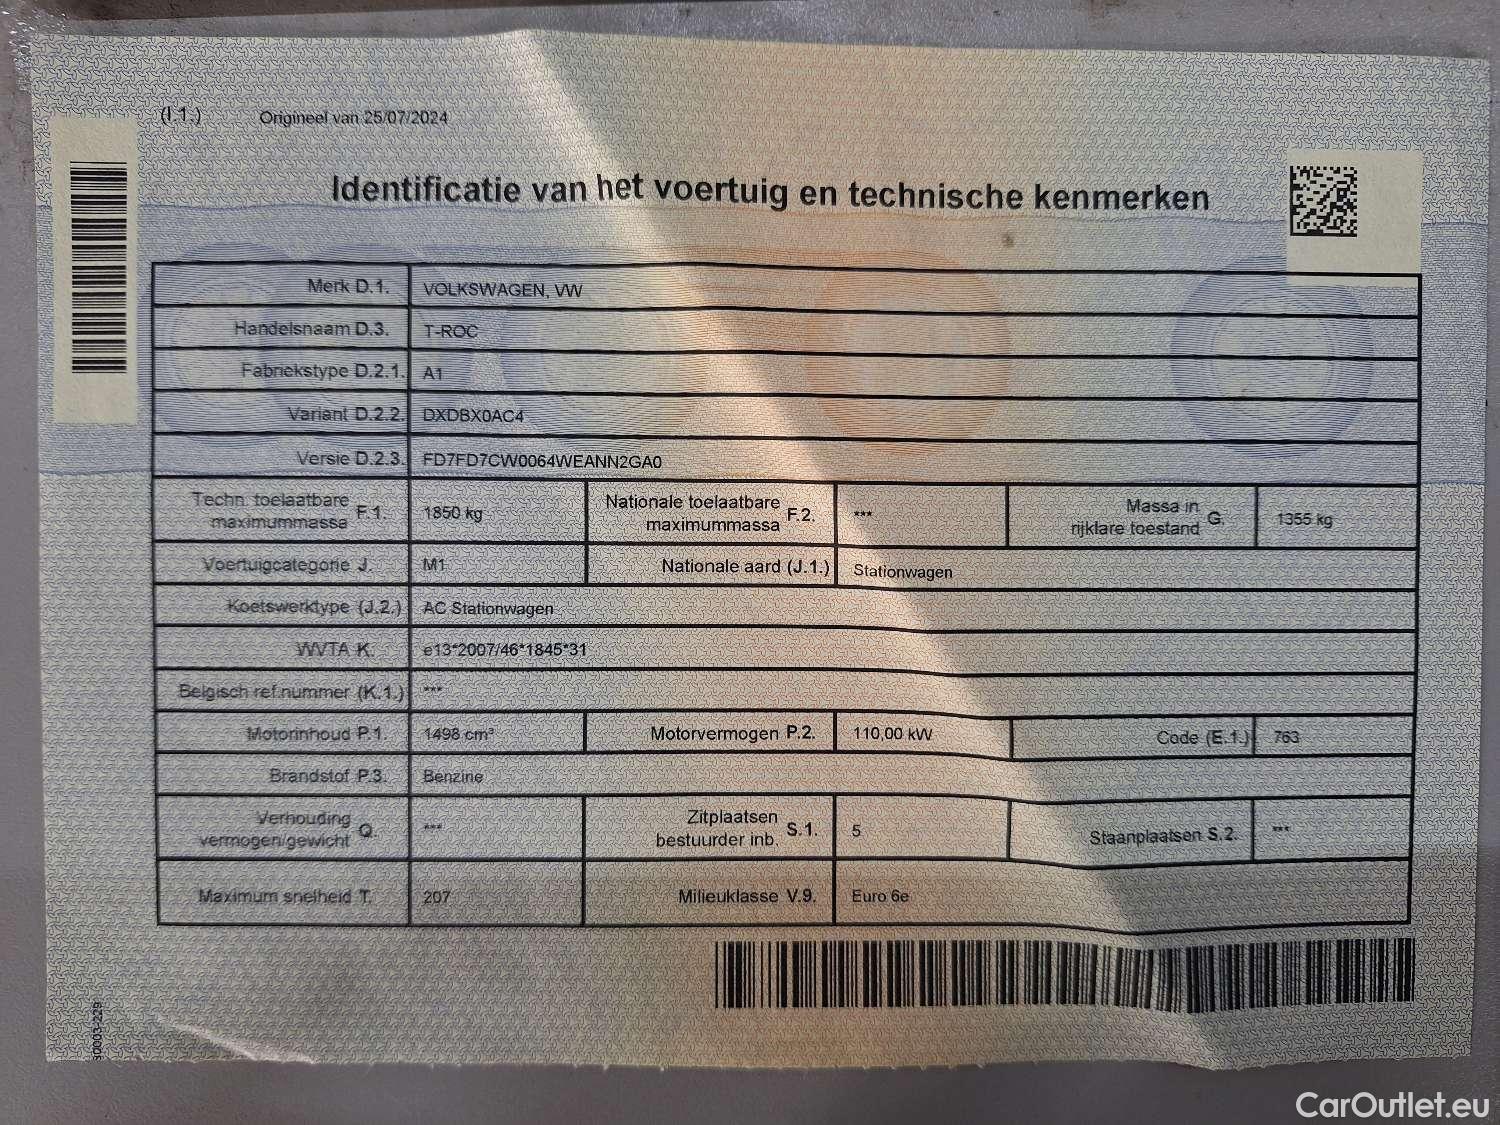 (I.1.) Origineel van 25/07/2024
Identificatie van het voertuig en technische kenmerken
Merk D.1. VOLKSWAGEN, VW
Handelsnaam D.3. T-ROC
Fabriekstype D.2.1. A1
Variant D.2.2. DXDBX0AC4
Versie D.2.3. FD7FD7CW0064WEANN2GA0
Techn. toelaatbare maximummassa F.1. 1850 kg Nationale toelaatbare maximummassa F.2. *** Massa in rijklare toestand G. 1355 kg
Voertuigcategorie J. M1 Nationale aard (J.1.) Stationwagen
Koetswerktype (J.2.) AC Stationwagen
WVTA K. e13*2007/46*1845*31
Belgisch ref.nummer (K.1.) ***
Motorinhoud P.1. 1498 cm³ Motorvermogen P.2. 110,00 kW Code (E.1.) 763
Brandstof P.3. Benzine
Verhouding vermogen/gewicht Q. *** Zitplaatsen bestuurder inb. S.1. 5 Staanplaatsen S.2. ***
Maximum snelheid T. 207 Milieuklasse V.9. Euro 6e
CarOutlet.eu